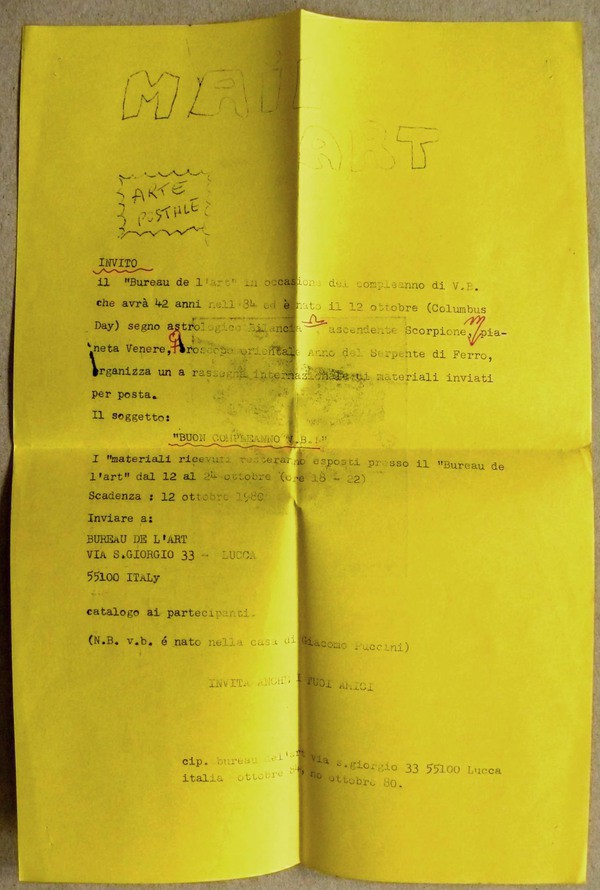 MAIL
ART
ARTE
POSTALE
INVITO
il "Bureau de l'art" in occasione del compleanno di V.B.
che avrà 42 anni nell'84 ed è nato il 12 ottobre (Columbus
Day) segno astrologico Bilancia ascendente Scorpione, pia-
neta Venere, oroscopo orientale Anno del Serpente di Ferro,
organizza un a rassegna internazionale di materiali inviati
per posta.
Il soggetto:
"BUON COMPLEANNO V.B.!"
I "materiali ricevuti resteranno esposti presso il "Bureau de
l'art" dal 12 al 24 ottobre (ore 18 - 22)
Scadenza : 12 ottobre
Inviare a:
BUREAU DE L'ART
VIA S.GIORGIO 33 - LUCCA
55100 ITALy
catalogo ai partecipanti.
(N.B. v.b. é nato nella casa di Giacomo Puccini)
INVITA ANCHE I TUOI AMICI
cip. bureau del'art via s.giorgio 33 55100 Lucca
italia ottobre no ottobre 80.